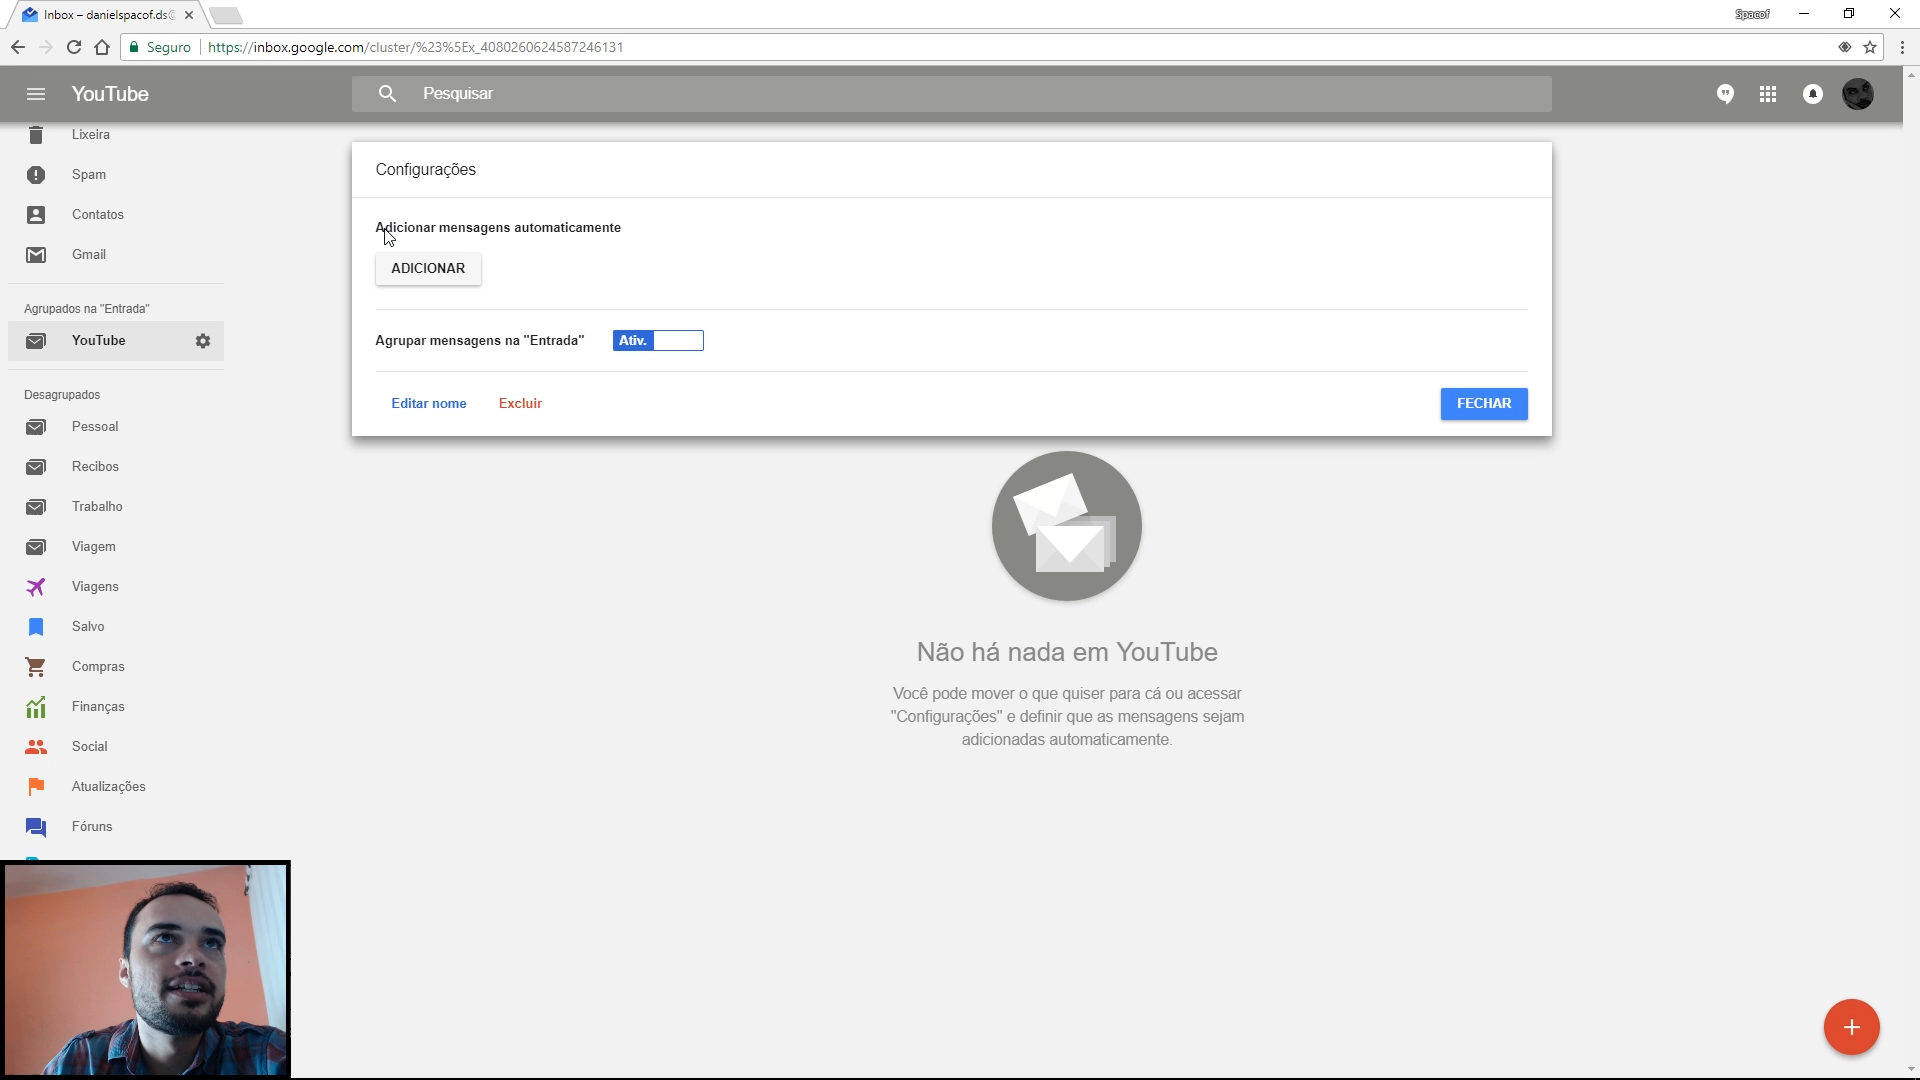 Inbox – danielspacof.ds@
Spacof
Seguro
https://inbox.google.com/cluster/%23%5Ex_4080260624587246131
YouTube
Pesquisar
Lixeira
Spam
Contatos
Gmail
Agrupados na "Entrada"
YouTube
Desagrupados
Pessoal
Recibos
Trabalho
Viagem
Viagens
Salvo
Compras
Finanças
Social
Atualizações
Fóruns
Configurações
Adicionar mensagens automaticamente
ADICIONAR
Agrupar mensagens na "Entrada"
Ativ.
Editar nome
Excluir
FECHAR
Não há nada em YouTube
Você pode mover o que quiser para cá ou acessar
"Configurações" e definir que as mensagens sejam
adicionadas automaticamente.